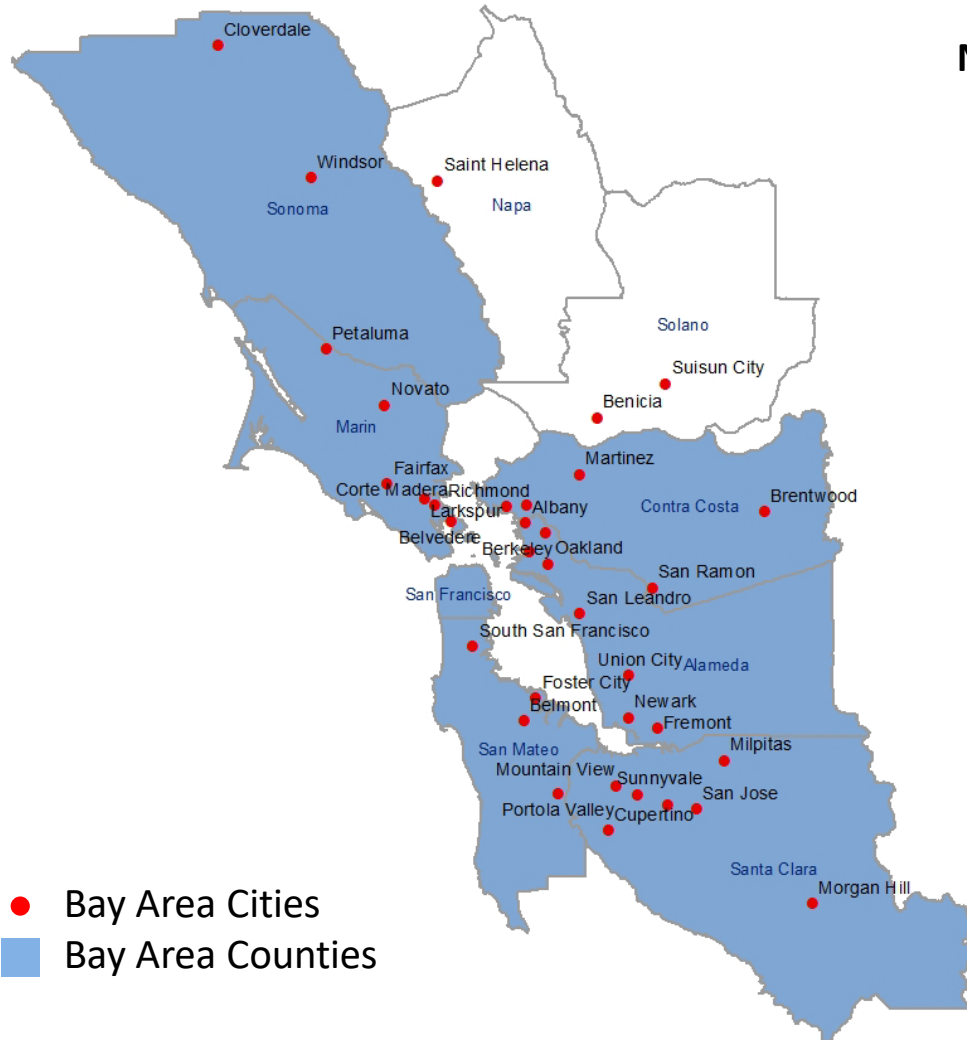 Cloverdale
N
Windsor
Saint Helena
Sonoma
Napa
Solano
Petaluma
Suisun City
Novato
Benicia
Marin
Martinez
Fairfax
Corte Madera
Richmond
Brentwood
Contra Costa
Albany
Larkspur
Belvedere
Berkeley
Oakland
San Ramon
San Francisco
San Leandro
South San Francisco
Union City
Alameda
Foster City
Newark
Belmont
Fremont
San Mateo
Milpitas
Mountain View
Sunnyvale
San Jose
Portola Valley
Cupertino
Santa Clara
Morgan Hill
Bay Area Cities
Bay Area Counties